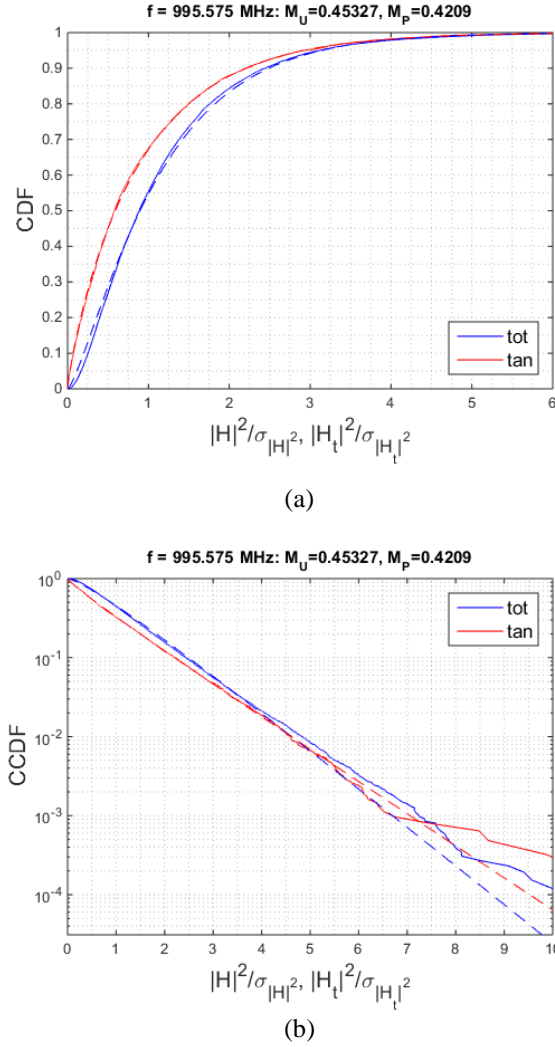 f = 995.575 MHz: M_U=0.45327, M_P=0.4209
1
0.9
0.8
0.7
0.6
0.5
0.4
0.3
0.2
0.1
0
CDF
tot
tan
0 1 2 3 4 5 6
|H|²/σ_|H|², |H_t|²/σ_|H_t|²
(a)
f = 995.575 MHz: M_U=0.45327, M_P=0.4209
10⁰
10⁻¹
10⁻²
10⁻³
10⁻⁴
CCDF
tot
tan
0 1 2 3 4 5 6 7 8 9 10
|H|²/σ_|H|², |H_t|²/σ_|H_t|²
(b)